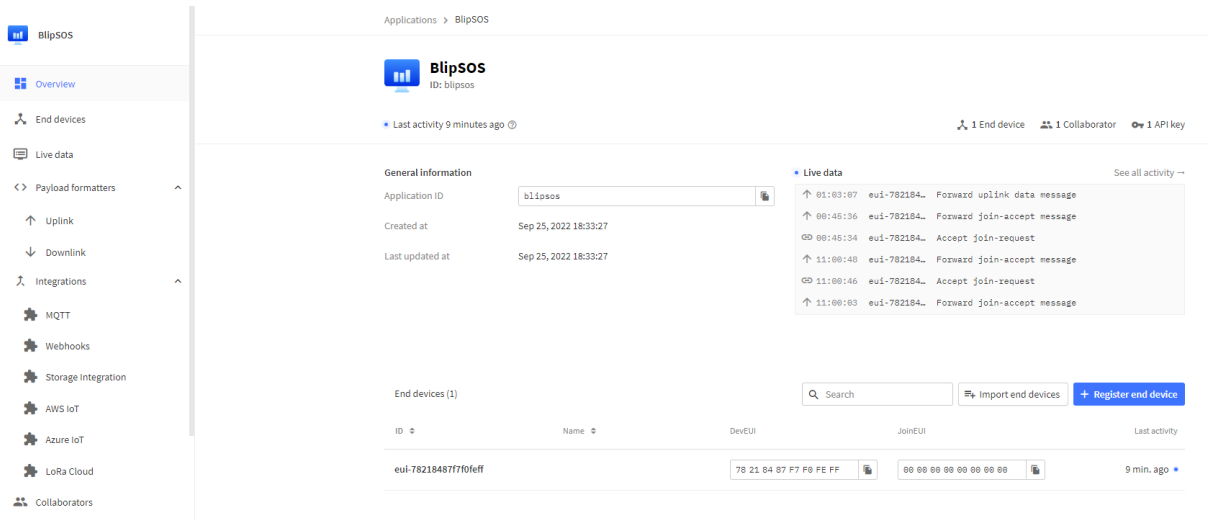 BlipSOS
Overview
End devices
Live data
Payload formatters
Uplink
Downlink
Integrations
MQTT
Webhooks
Storage Integration
AWS IoT
Azure IoT
LoRa Cloud
Collaborators
Applications > BlipSOS
BlipSOS
ID: blipsos
Last activity 9 minutes ago
1 End device 1 Collaborator 1 API key
General information
Application ID blipsos
Created at Sep 25, 2022 18:33:27
Last updated at Sep 25, 2022 18:33:27
Live data See all activity →
01:03:07 eui-782184… Forward uplink data message
00:45:36 eui-782184… Forward join-accept message
00:45:34 eui-782184… Accept join-request
11:00:48 eui-782184… Forward join-accept message
11:00:46 eui-782184… Accept join-request
11:00:03 eui-782184… Forward join-accept message
End devices (1) Search Import end devices + Register end device
ID Name DevEUI JoinEUI Last activity
eui-78218487f7f0feff 78 21 84 87 F7 F0 FE FF 00 00 00 00 00 00 00 00 9 min. ago